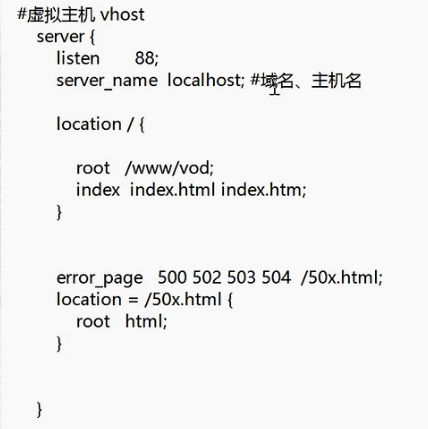 #虚拟主机 vhost
server {
listen 88;
server_name localhost; #域名、主机名
location / {
root /www/vod;
index index.html index.htm;
}
error_page 500 502 503 504 /50x.html;
location = /50x.html {
root html;
}
}